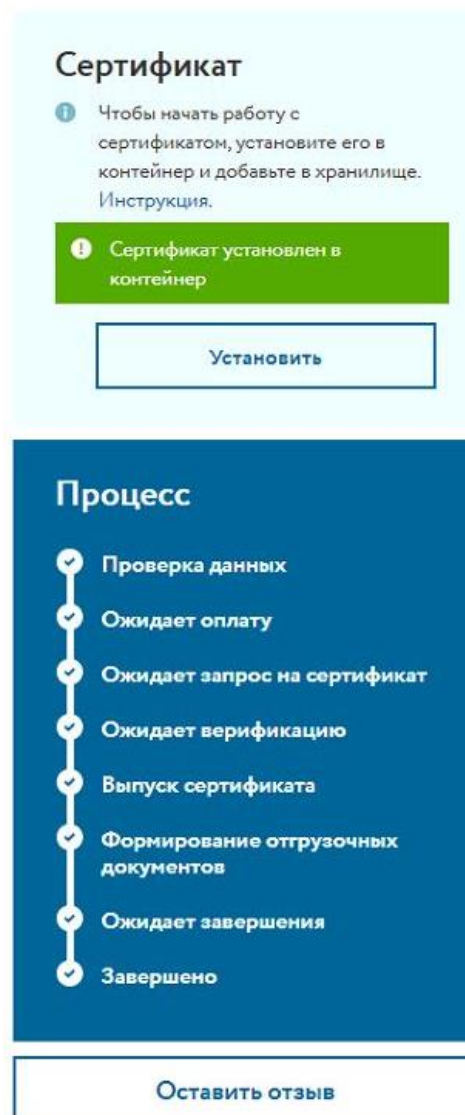 Сертификат
Чтобы начать работу с
сертификатом, установите его в
контейнер и добавьте в хранилище.
Инструкция.
Сертификат установлен в
контейнер
Установить
Процесс
Проверка данных
Ожидает оплату
Ожидает запрос на сертификат
Ожидает верификацию
Выпуск сертификата
Формирование отгрузочных
документов
Ожидает завершения
Завершено
Оставить отзыв